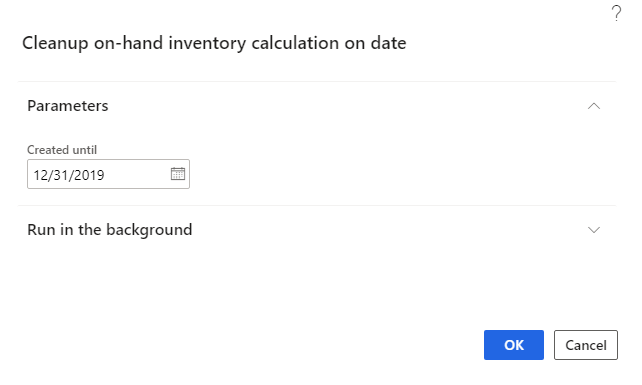 ?
Cleanup on-hand inventory calculation on date
Parameters
Created until
12/31/2019
Run in the background
OK
Cancel